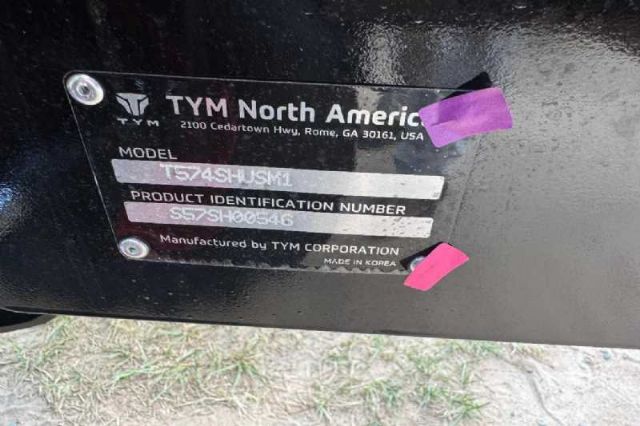 TYM
TYM North Americ
2100 Cedartown Hwy, Rome, GA 30161, USA
MODEL
T574SHUSM1
PRODUCT IDENTIFICATION NUMBER
S57SH00546
Manufactured by TYM CORPORATION
MADE IN KOREA